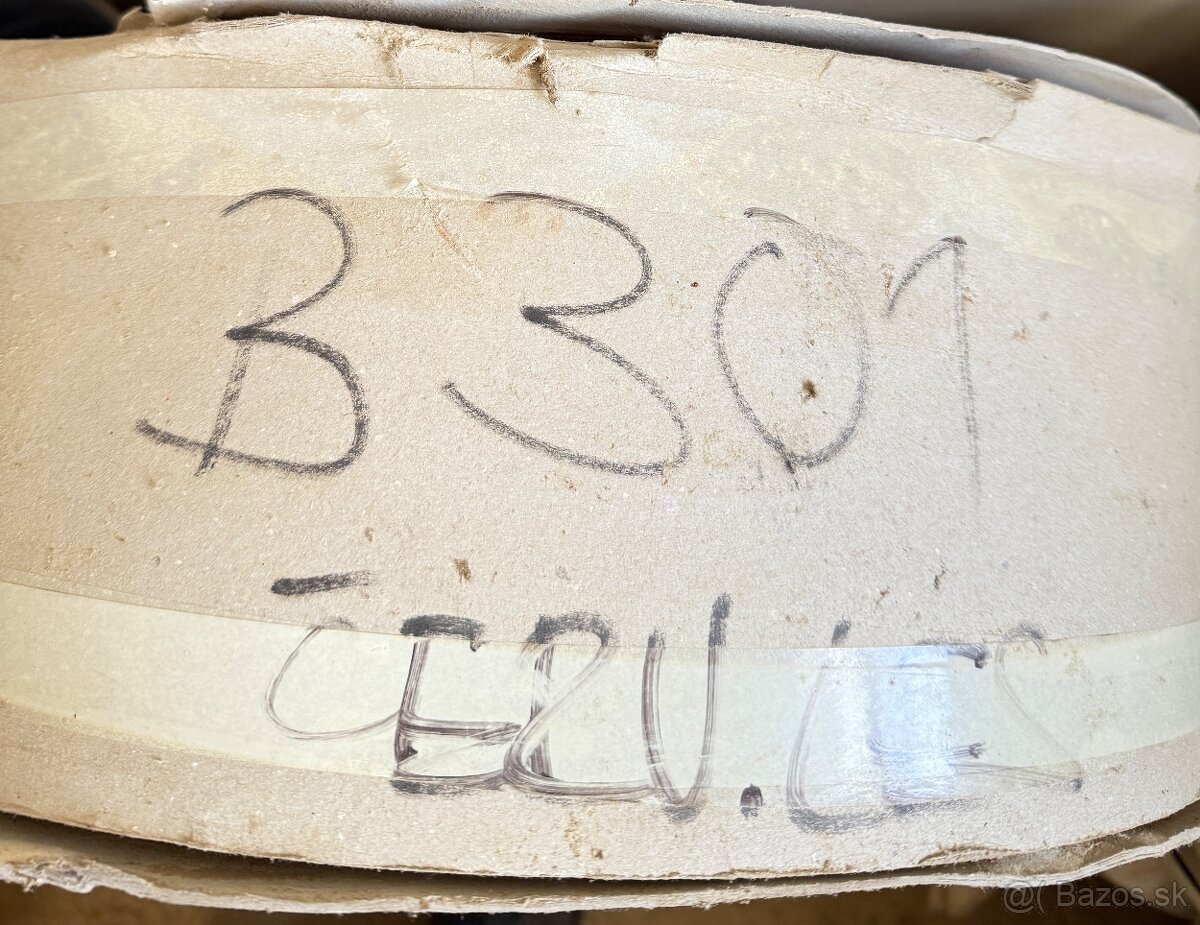 B301
ČERV. LES
@( Bazos.sk